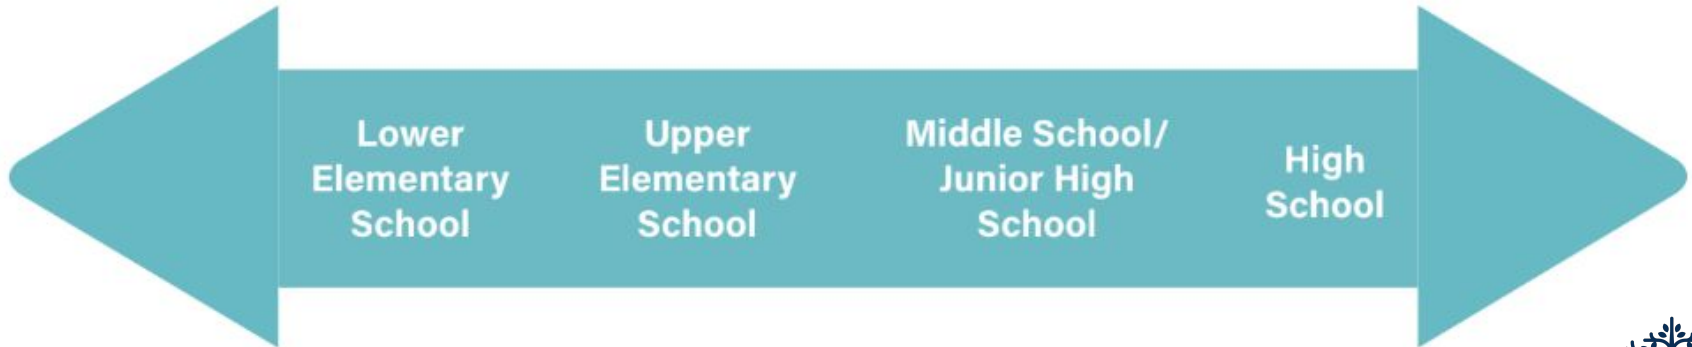 Lower
Elementary
School
Upper
Elementary
School
Middle School/
Junior High
School
High
School